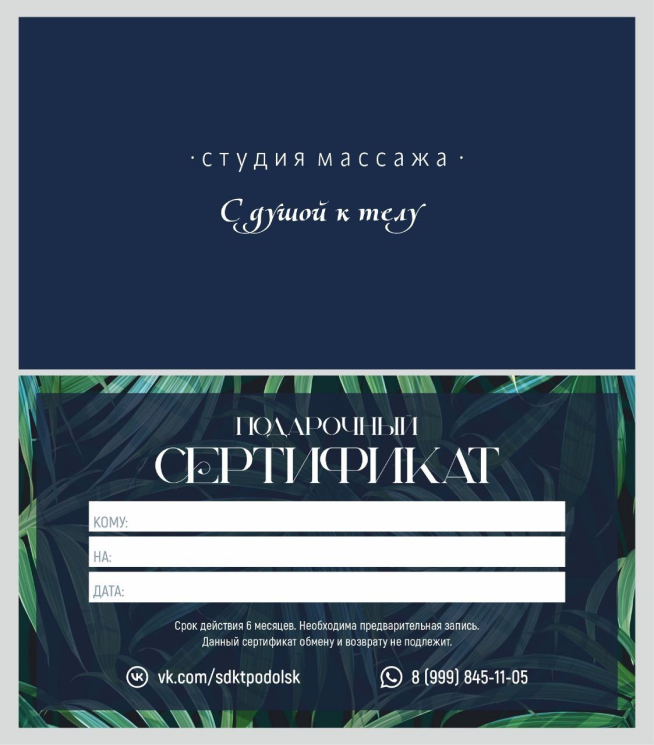 ·студия массажа·
С душой к телу
ПОДАРОЧНЫЙ
СЕРТИФИКАТ
КОМУ:
НА:
ДАТА:
Срок действия 6 месяцев. Необходима предварительная запись.
Данный сертификат обмену и возврату не подлежит.
vk.com/sdktpodolsk 8 (999) 845-11-05